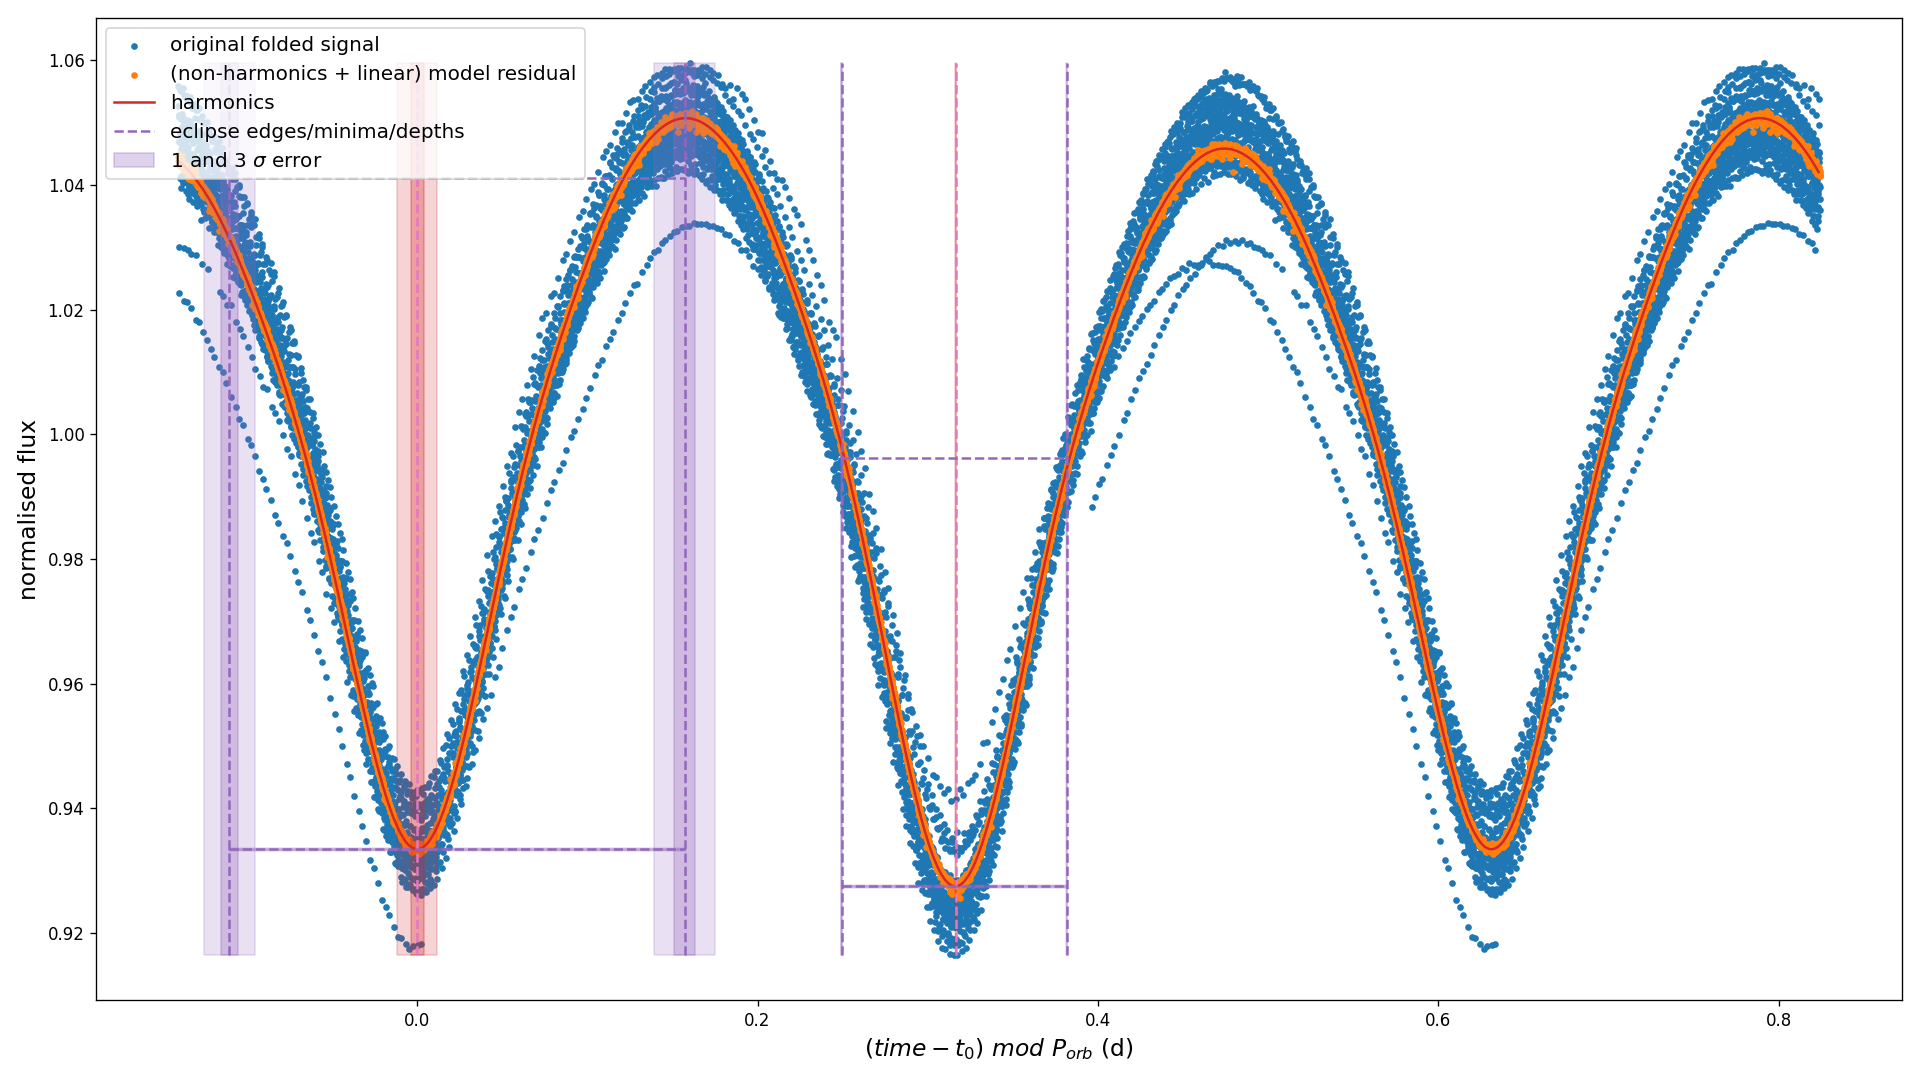 original folded signal
(non-harmonics + linear) model residual
harmonics
eclipse edges/minima/depths
1 and 3 σ error
normalised flux
1.06
1.04
1.02
1.00
0.98
0.96
0.94
0.92
0.0
0.2
0.4
0.6
0.8
(time − t₀) mod P_orb (d)